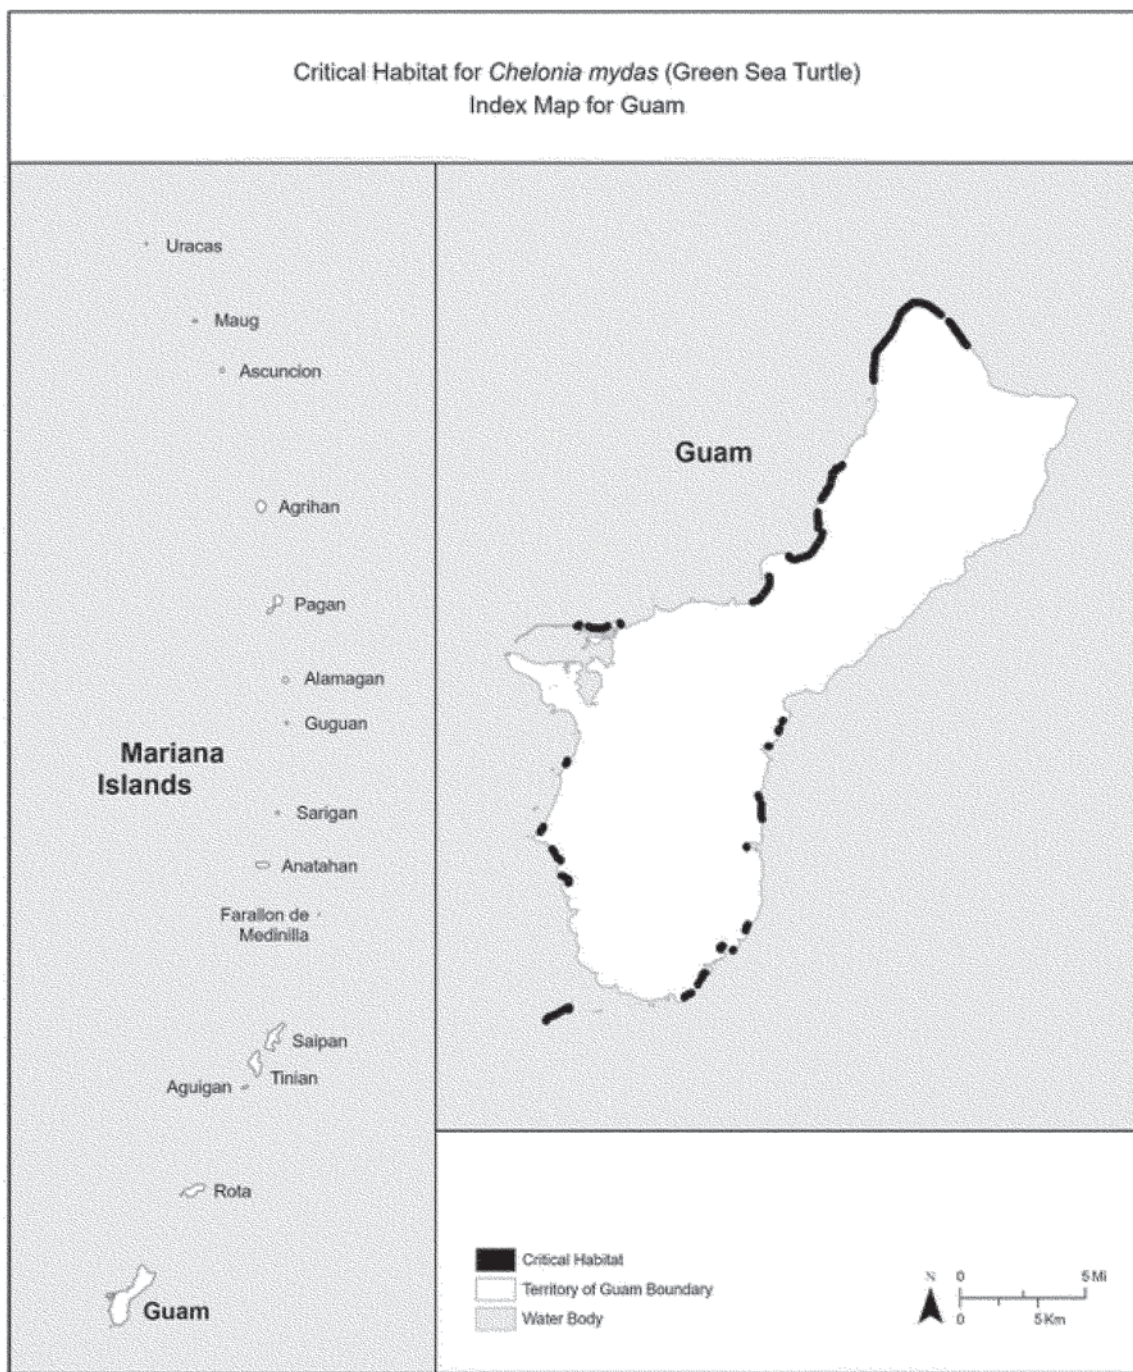 Critical Habitat for Chelonia mydas (Green Sea Turtle)
Index Map for Guam
Uracas
Maug
Ascuncion
Agrihan
Pagan
Alamagan
Guguan
Mariana
Islands
Sarigan
Anatahan
Farallon de
Medinilla
Saipan
Tinian
Aguigan
Rota
Guam
Guam
Critical Habitat
Territory of Guam Boundary
Water Body
N
0 5 Mi
0 5 Km